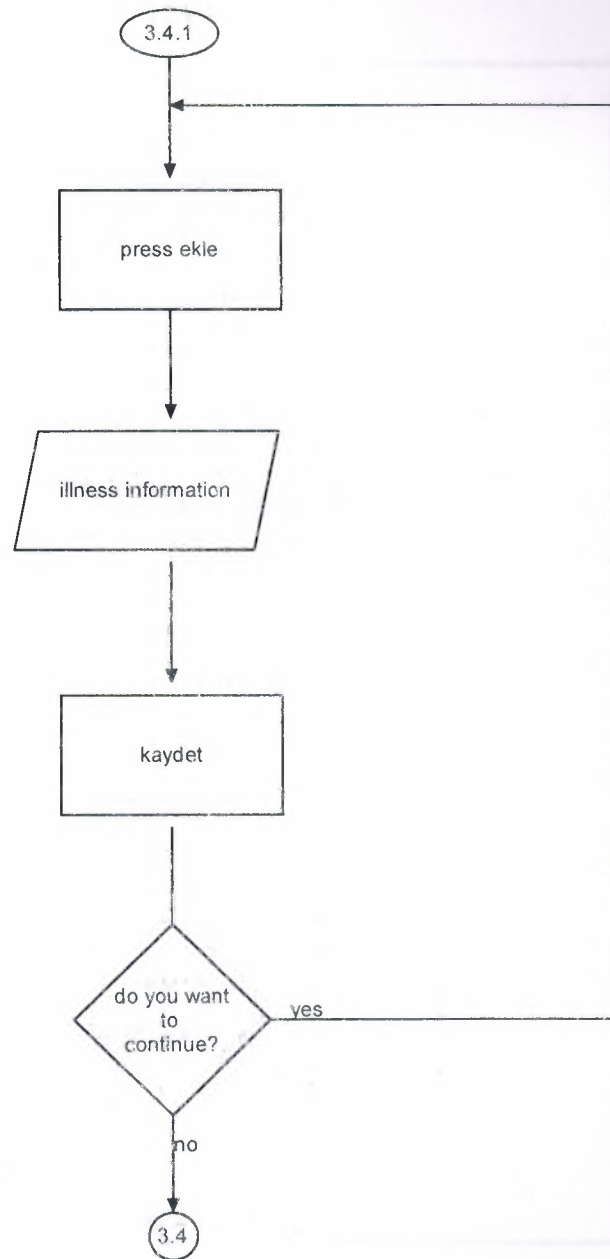 3.4.1
press ekle
illness information
kaydet
do you want
to
continue?
yes
no
3.4